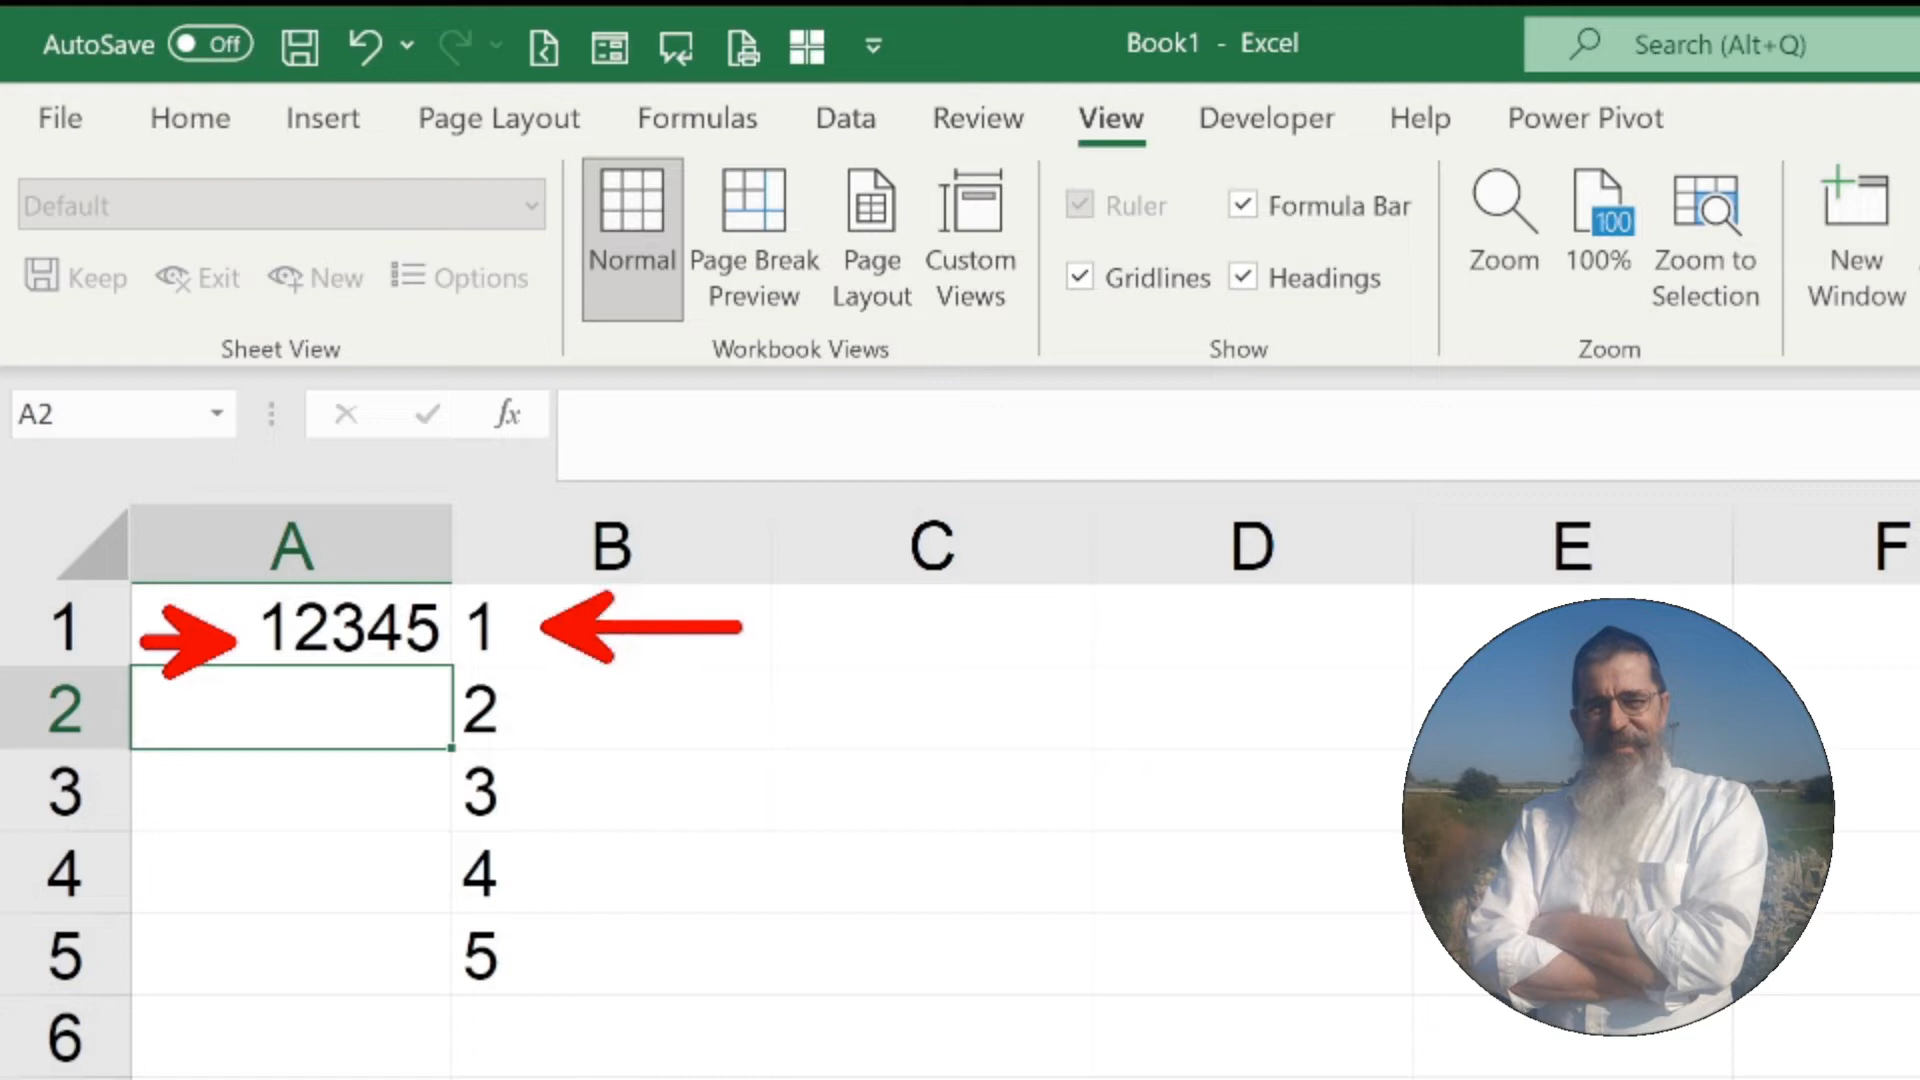 AutoSave Off Book1 - Excel Search (Alt+Q)
File Home Insert Page Layout Formulas Data Review View Developer Help Power Pivot
Default
Keep Exit New Options
Sheet View
Normal Page Break Preview Page Layout Custom Views
Workbook Views
Ruler Formula Bar
Gridlines Headings
Show
Zoom 100 100% Zoom to Selection
Zoom
New Window
A2 fx
A B C D E F
1 12345 1
2 2
3 3
4 4
5 5
6